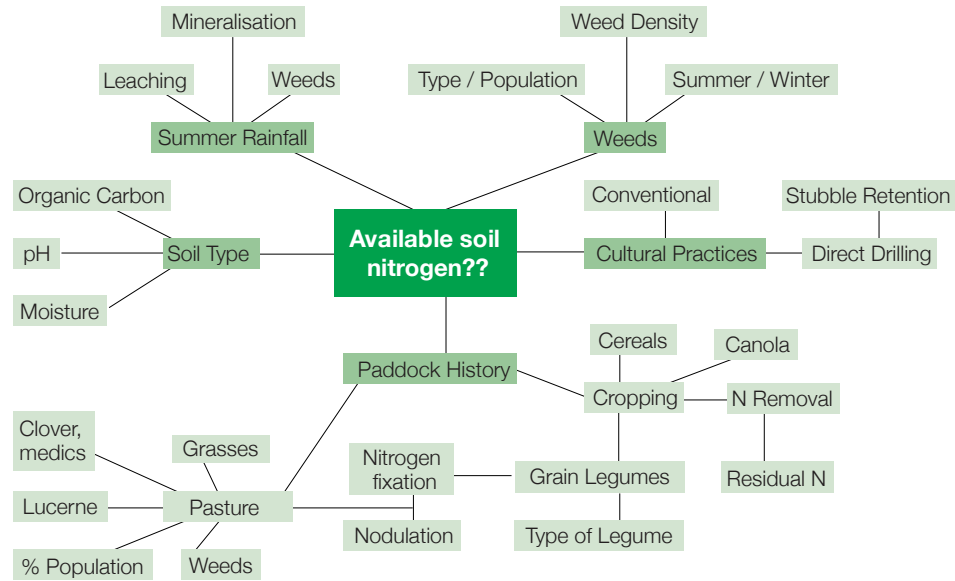 Mineralisation
Weed Density
Leaching
Weeds
Type / Population
Summer / Winter
Summer Rainfall
Weeds
Organic Carbon
Conventional
Stubble Retention
pH
Soil Type
Available soil
nitrogen??
Cultural Practices
Direct Drilling
Moisture
Cereals
Canola
Paddock History
Cropping
N Removal
Clover,
medics
Grasses
Nitrogen
fixation
Grain Legumes
Residual N
Lucerne
Pasture
Nodulation
Type of Legume
% Population
Weeds